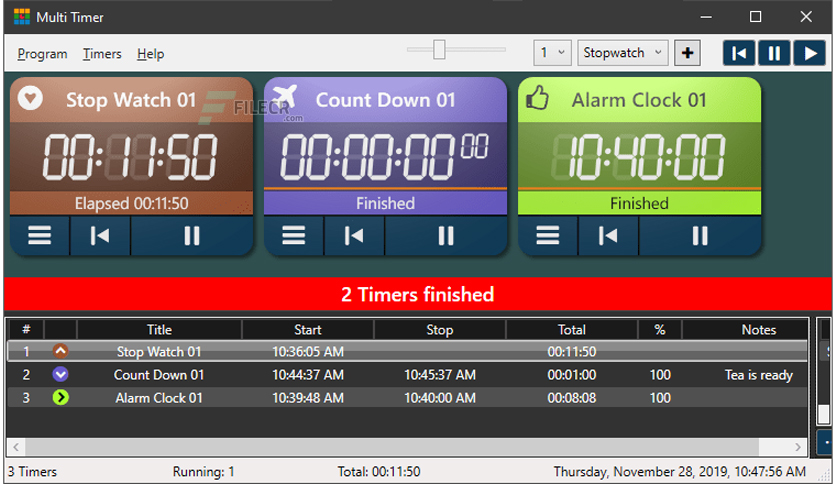 Multi Timer
Program Timers Help 1 Stopwatch +
Stop Watch 01 FILECR .com Count Down 01 Alarm Clock 01
00:11:50 00:00:00 00 10:40:00
Elapsed 00:11:50 Finished Finished
2 Timers finished
# Title Start Stop Total % Notes
1 Stop Watch 01 10:36:05 AM 00:11:50
2 Count Down 01 10:44:37 AM 10:45:37 AM 00:01:00 100 Tea is ready
3 Alarm Clock 01 10:39:48 AM 10:40:00 AM 00:08:08 100
3 Timers Running: 1 Total: 00:11:50 Thursday, November 28, 2019, 10:47:56 AM